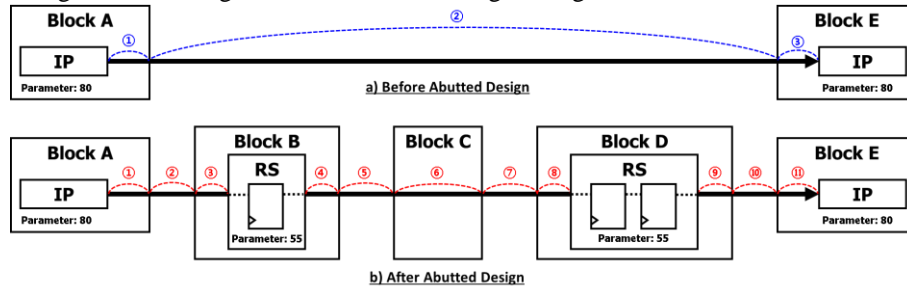 Block A
①
②
③
Block E
IP
IP
Parameter: 80
Parameter: 80
a) Before Abutted Design
Block A
Block B
Block C
Block D
Block E
①
②
③
RS
④
⑤
⑥
⑦
⑧
RS
⑨
⑩
⑪
IP
IP
Parameter: 80
Parameter: 55
Parameter: 55
Parameter: 80
b) After Abutted Design